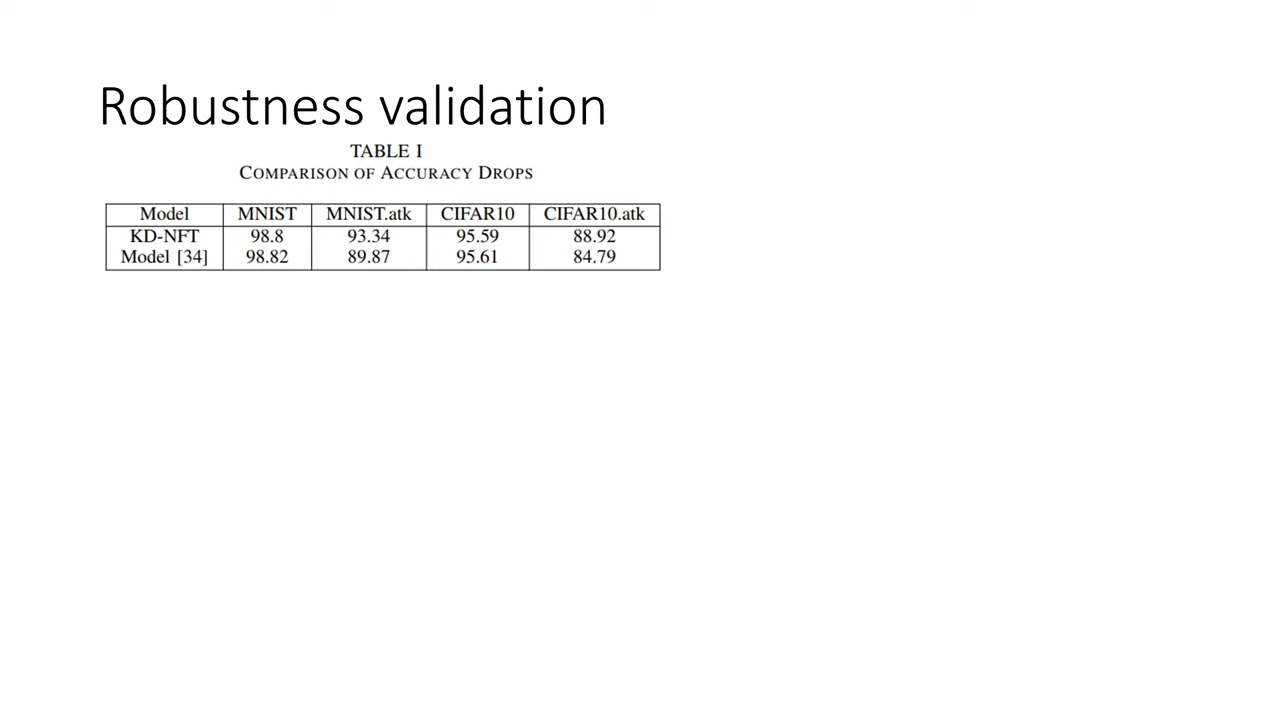 Robustness validation
TABLE I
COMPARISON OF ACCURACY DROPS
Model MNIST MNIST.atk CIFAR10 CIFAR10.atk
KD-NFT 98.8 93.34 95.59 88.92
Model [34] 98.82 89.87 95.61 84.79